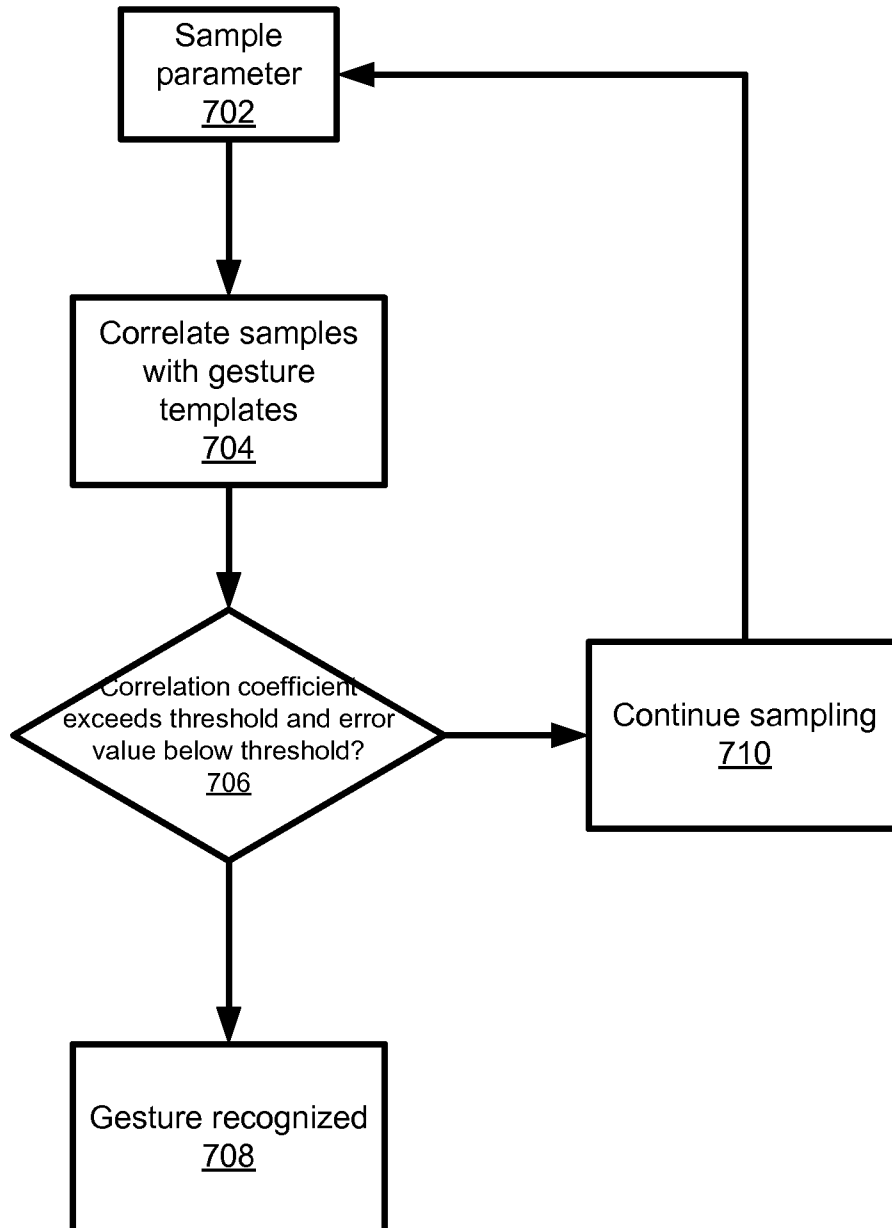 Sample
parameter
702
Correlate samples
with gesture
templates
704
Correlation coefficient
exceeds threshold and error
value below threshold?
706
Continue sampling
710
Gesture recognized
708